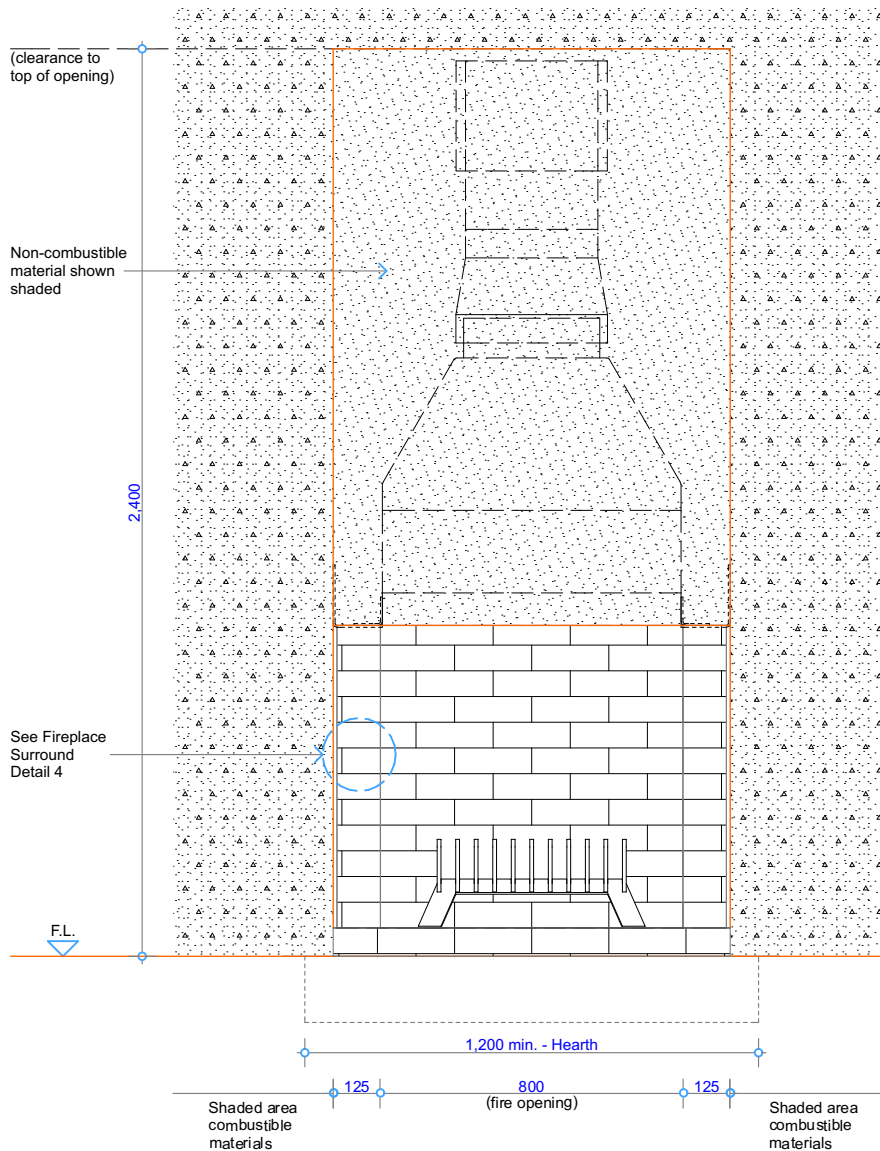 (clearance to
top of opening)
Non-combustible
material shown
shaded
2,400
See Fireplace
Surround
Detail 4
F.L.
1,200 min. - Hearth
125
800
125
(fire opening)
Shaded area
combustible
materials
Shaded area
combustible
materials